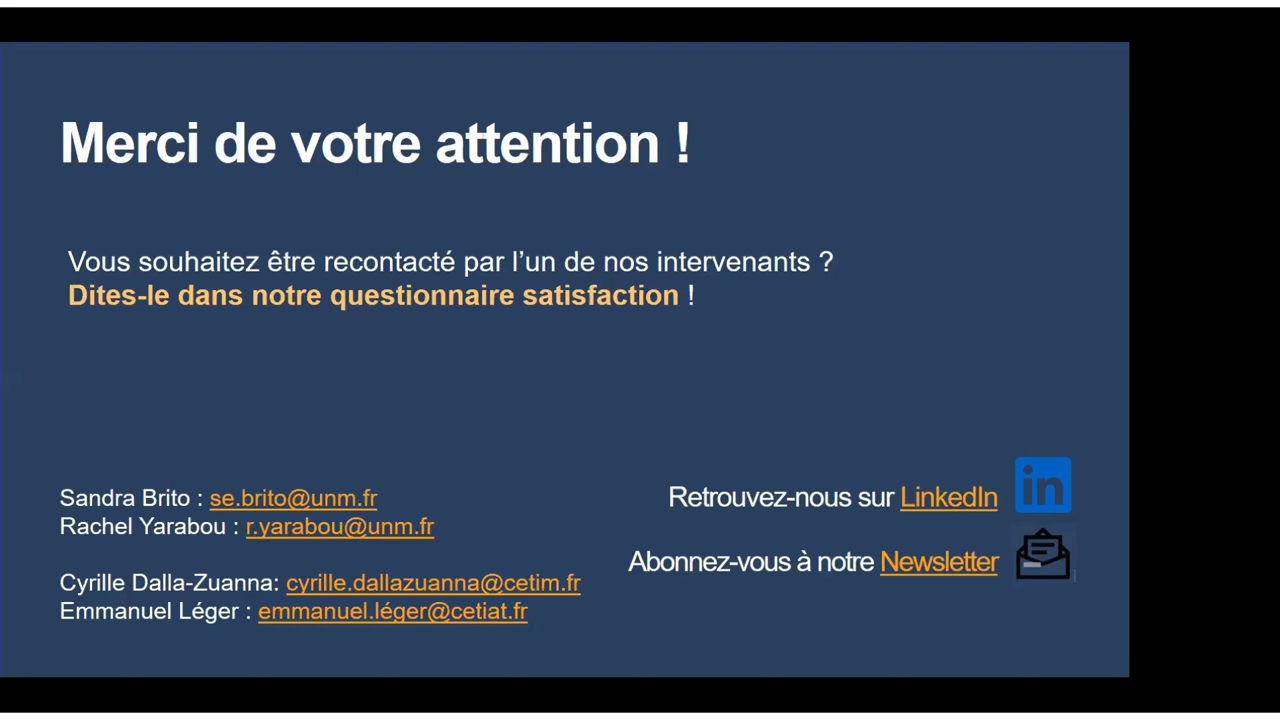 Merci de votre attention !
Vous souhaitez être recontacté par l’un de nos intervenants ?
Dites-le dans notre questionnaire satisfaction !
Sandra Brito : se.brito@unm.fr
Rachel Yarabou : r.yarabou@unm.fr
Cyrille Dalla-Zuanna: cyrille.dallazuanna@cetim.fr
Emmanuel Léger : emmanuel.léger@cetiat.fr
Retrouvez-nous sur LinkedIn
in
Abonnez-vous à notre Newsletter